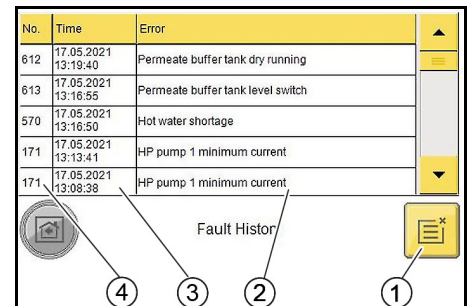 No. Time Error
612 17.05.2021 13:19:40 Permeate buffer tank dry running
613 17.05.2021 13:16:55 Permeate buffer tank level switch
570 17.05.2021 13:16:50 Hot water shortage
171 17.05.2021 13:13:41 HP pump 1 minimum current
171 17.05.2021 13:08:38 HP pump 1 minimum current
Fault Histor
4 3 2 1